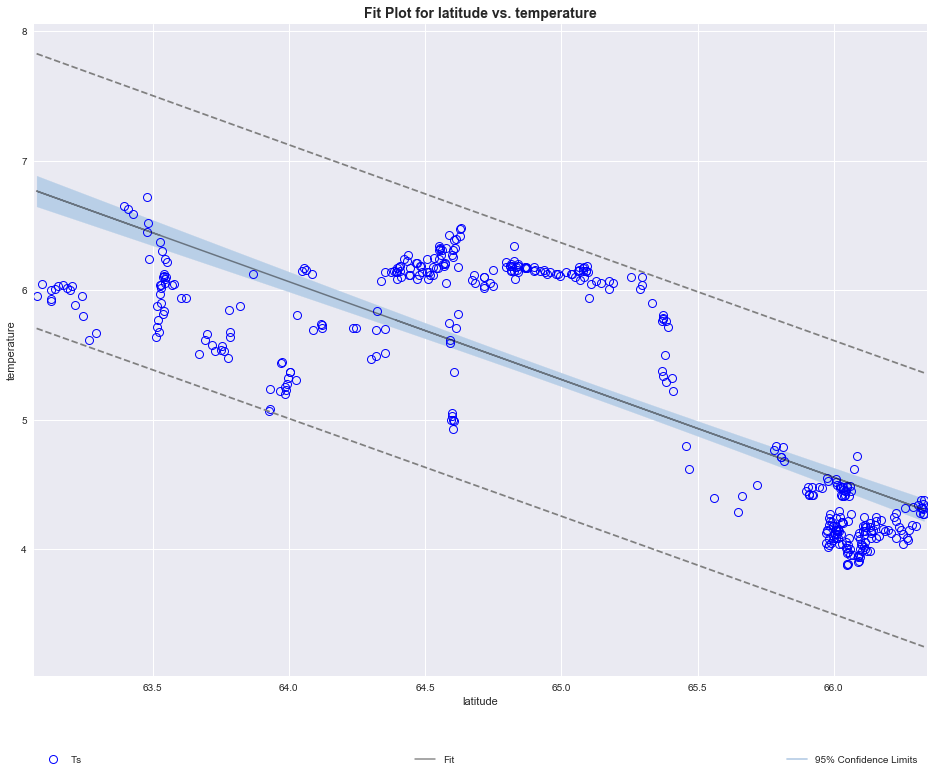 Fit Plot for latitude vs. temperature
8
7
6
5
4
temperature
63.5 64.0 64.5 65.0 65.5 66.0
latitude
Ts Fit 95% Confidence Limits